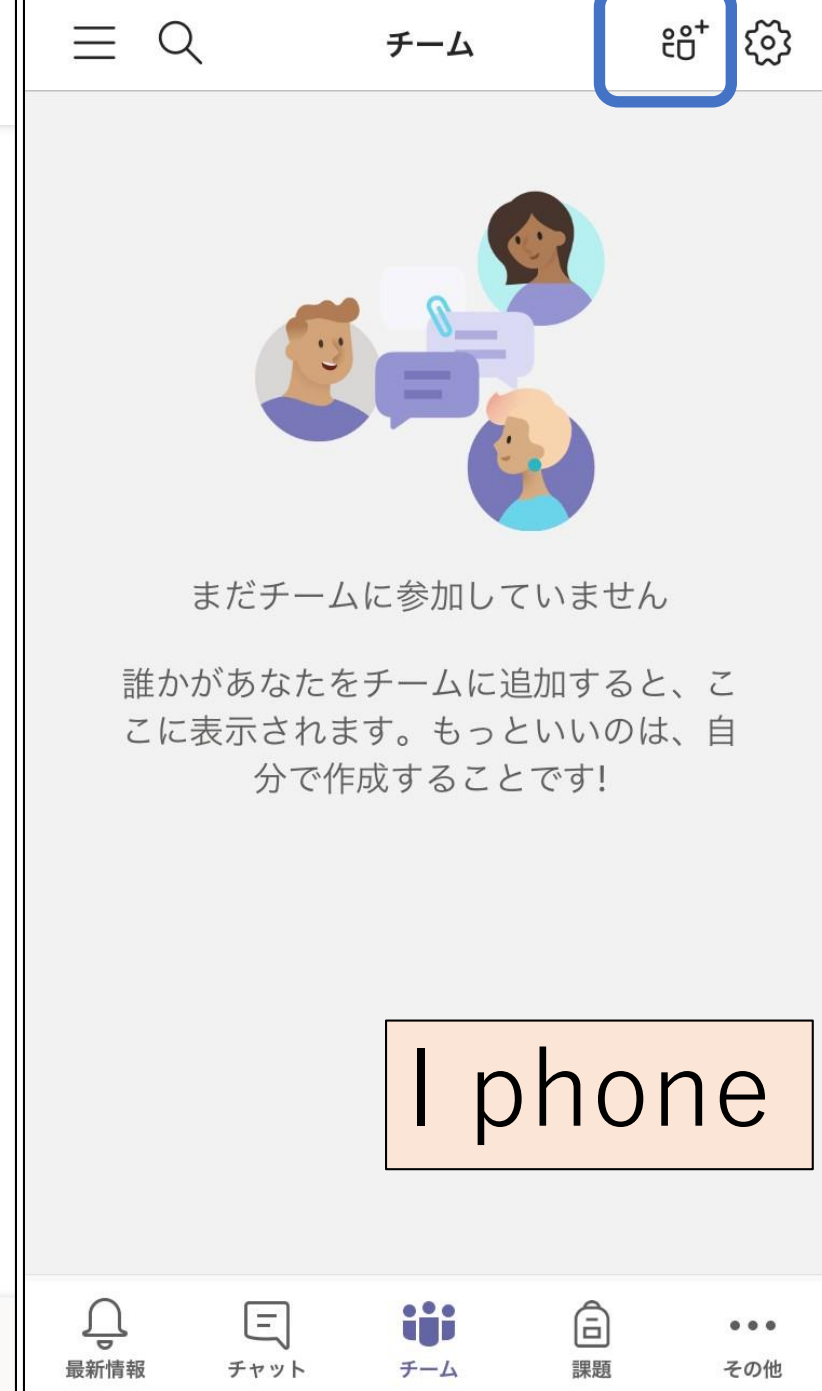 チーム
まだチームに参加していません
誰かがあなたをチームに追加すると、こ
こに表示されます。もっといいのは、自
分で作成することです!
I phone
最新情報 チャット チーム 課題 その他